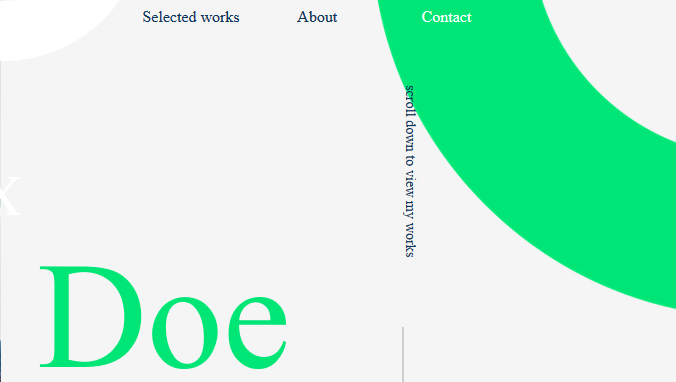 Selected works
About
Contact
scroll down to view my works
x
Doe